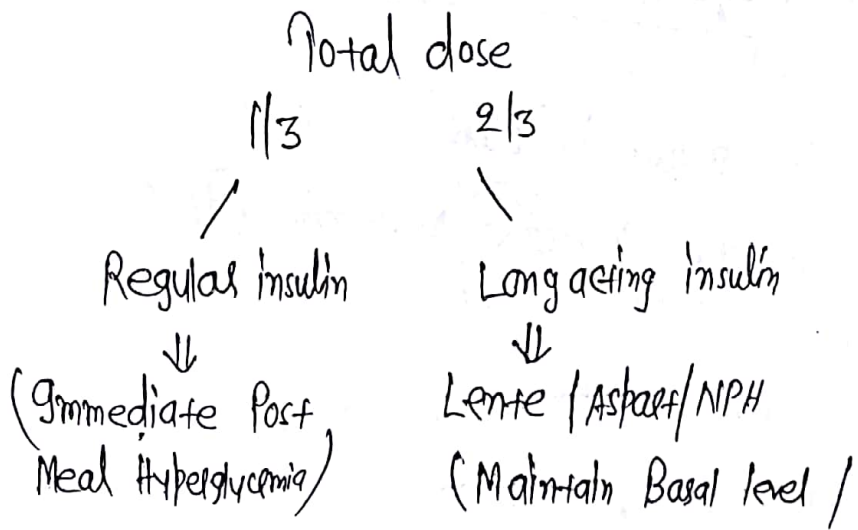 Total dose
1/3 2/3
Regular insulin Long acting insulin
(Immediate Post Lente / Aspart / NPH
Meal Hyperglycemia) (Maintain Basal level)